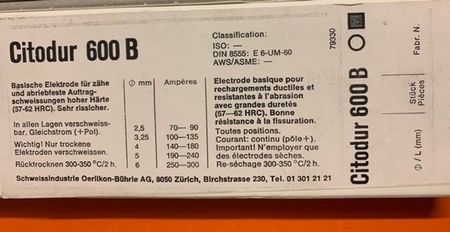 Citodur 600 B
Classification:
ISO: —
DIN 8555: E 6-UM-60
AWS/ASME: —
79330
Basische Elektrode für zähe
und abriebfeste Auftrag-
schweissungen hoher Härte
(57-62 HRC). Sehr rissicher.
In allen Lagen verschweiss-
bar. Gleichstrom (+Pol).
Wichtig! Nur trockene
Elektroden verschweissen.
Rücktrocknen 300-350 °C/2 h.
∅ mm Ampères
2,5 70— 90
3,25 100—135
4 140—180
5 190—240
6 250—300
Electrode basique pour
rechargements ductiles et
resistantes à l'abrasion
avec grandes duretés
(57—62 HRC). Bonne
résistance à la fissuration.
Toutes positions.
Courant: continu (pôle+).
Important! N'employer que
des électrodes sèches.
Re-séchage 300-350 °C/2 h.
Schweissindustrie Oerlikon-Bührle AG, 8050 Zürich, Birchstrasse 230, Tel. 01 301 21 21
Citodur 600 B
∅ / L (mm)
Stück
Pièces
Fabr. N.